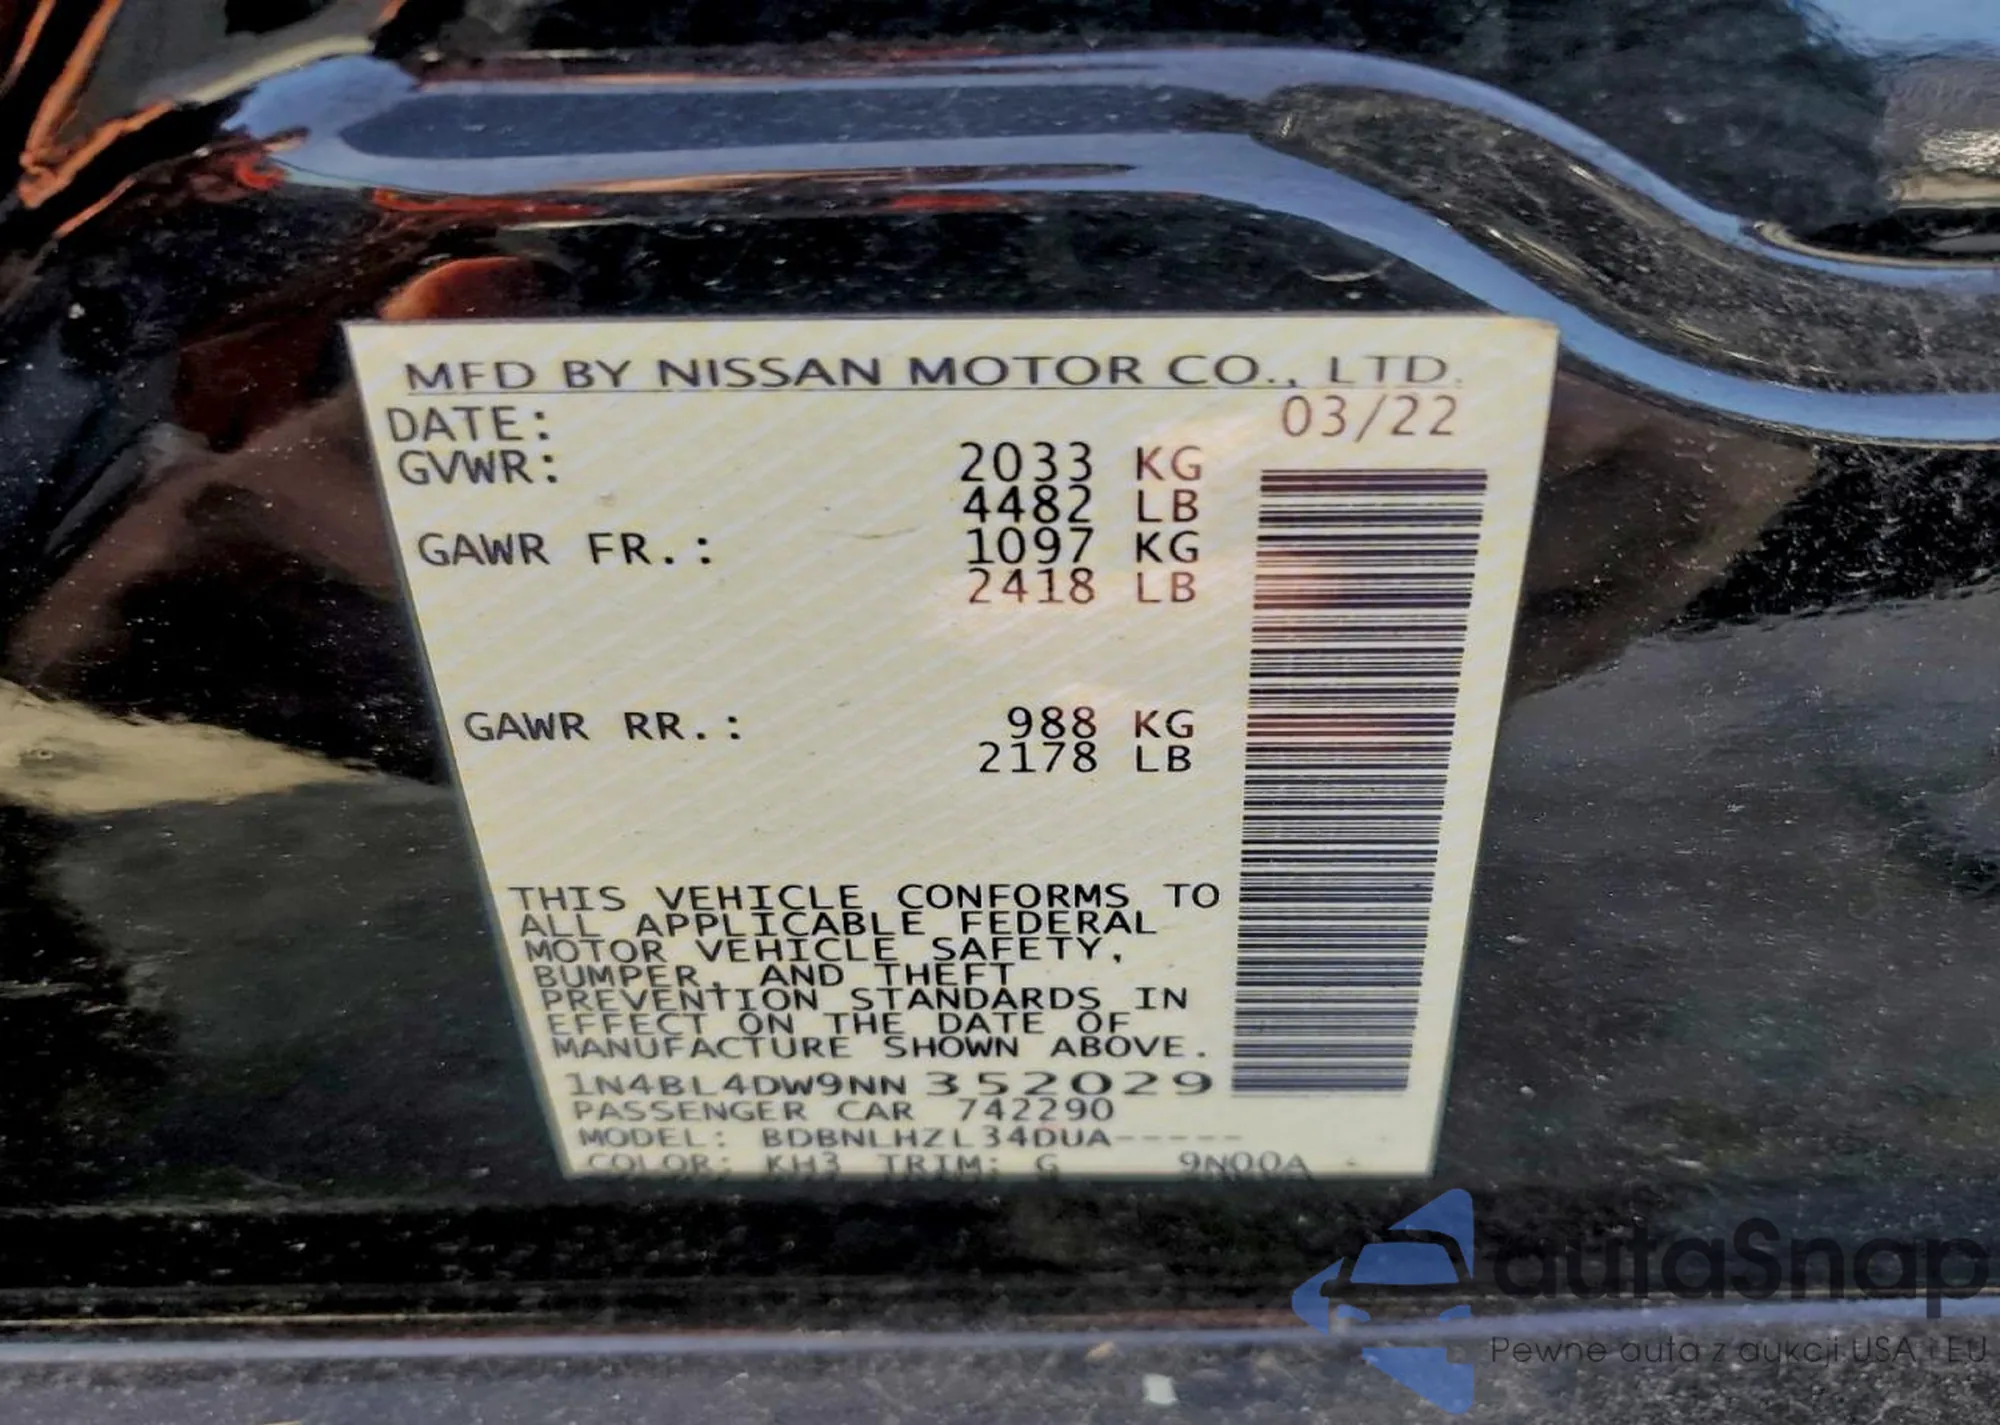 MFD BY NISSAN MOTOR CO., LTD.
DATE: 03/22
GVWR: 2033 KG
4482 LB
GAWR FR.: 1097 KG
2418 LB
GAWR RR.: 988 KG
2178 LB
THIS VEHICLE CONFORMS TO
ALL APPLICABLE FEDERAL
MOTOR VEHICLE SAFETY,
BUMPER, AND THEFT
PREVENTION STANDARDS IN
EFFECT ON THE DATE OF
MANUFACTURE SHOWN ABOVE.
1N4BL4DW9NN352029
PASSENGER CAR 742290
MODEL: BDBNLHZL34DUA-----
COLOR: KH3 TRIM: G 9N00A
autaSnap
Pewne auta z aukcji USA i EU